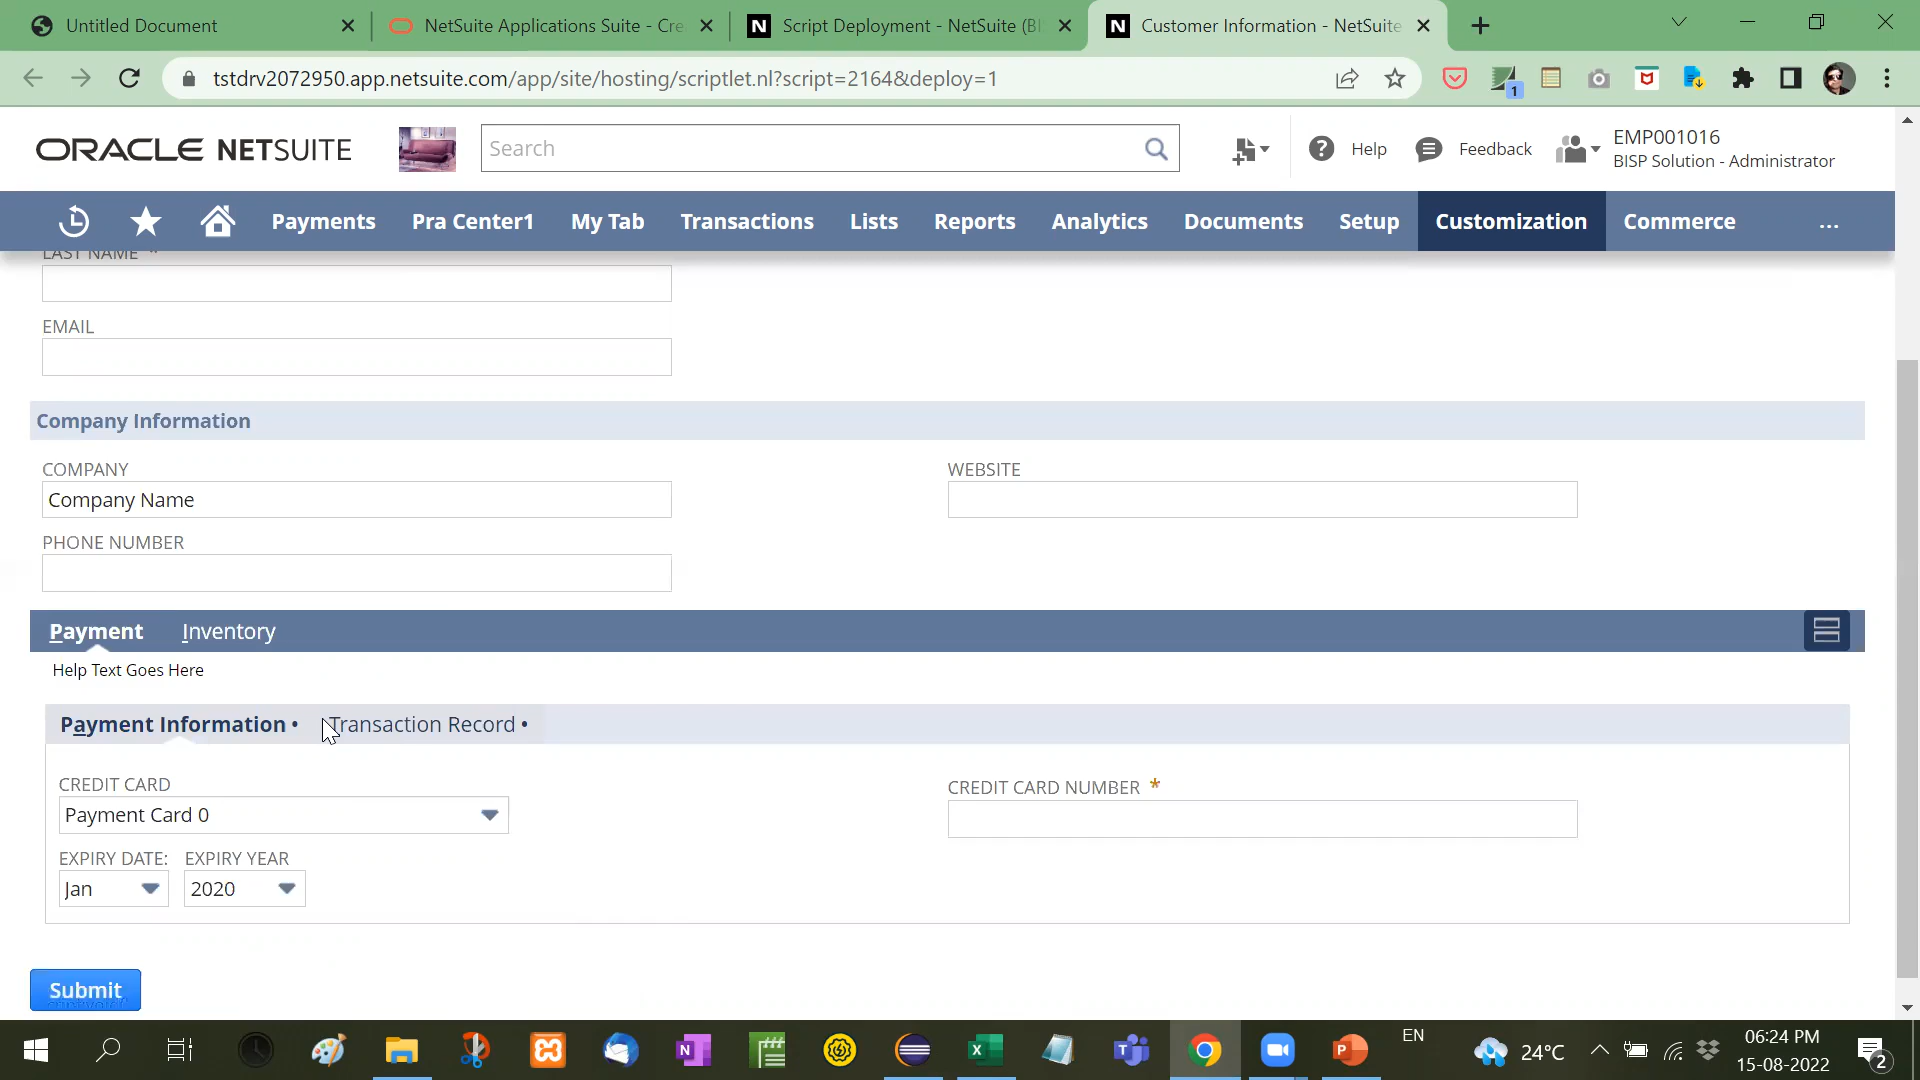 Untitled Document
NetSuite Applications Suite - Cre
Script Deployment - NetSuite (BI
Customer Information - NetSuite
tstdrv2072950.app.netsuite.com/app/site/hosting/scriptlet.nl?script=2164&deploy=1
1
ORACLE NETSUITE
Search
Help
Feedback
EMP001016
BISP Solution - Administrator
Payments
Pra Center1
My Tab
Transactions
Lists
Reports
Analytics
Documents
Setup
Customization
Commerce
...
LAST NAME *
EMAIL
Company Information
COMPANY
WEBSITE
Company Name
PHONE NUMBER
Payment
Inventory
Help Text Goes Here
Payment Information •
Transaction Record •
CREDIT CARD
CREDIT CARD NUMBER *
Payment Card 0
EXPIRY DATE:
EXPIRY YEAR
Jan
2020
Submit
EN
24°C
06:24 PM
15-08-2022
2